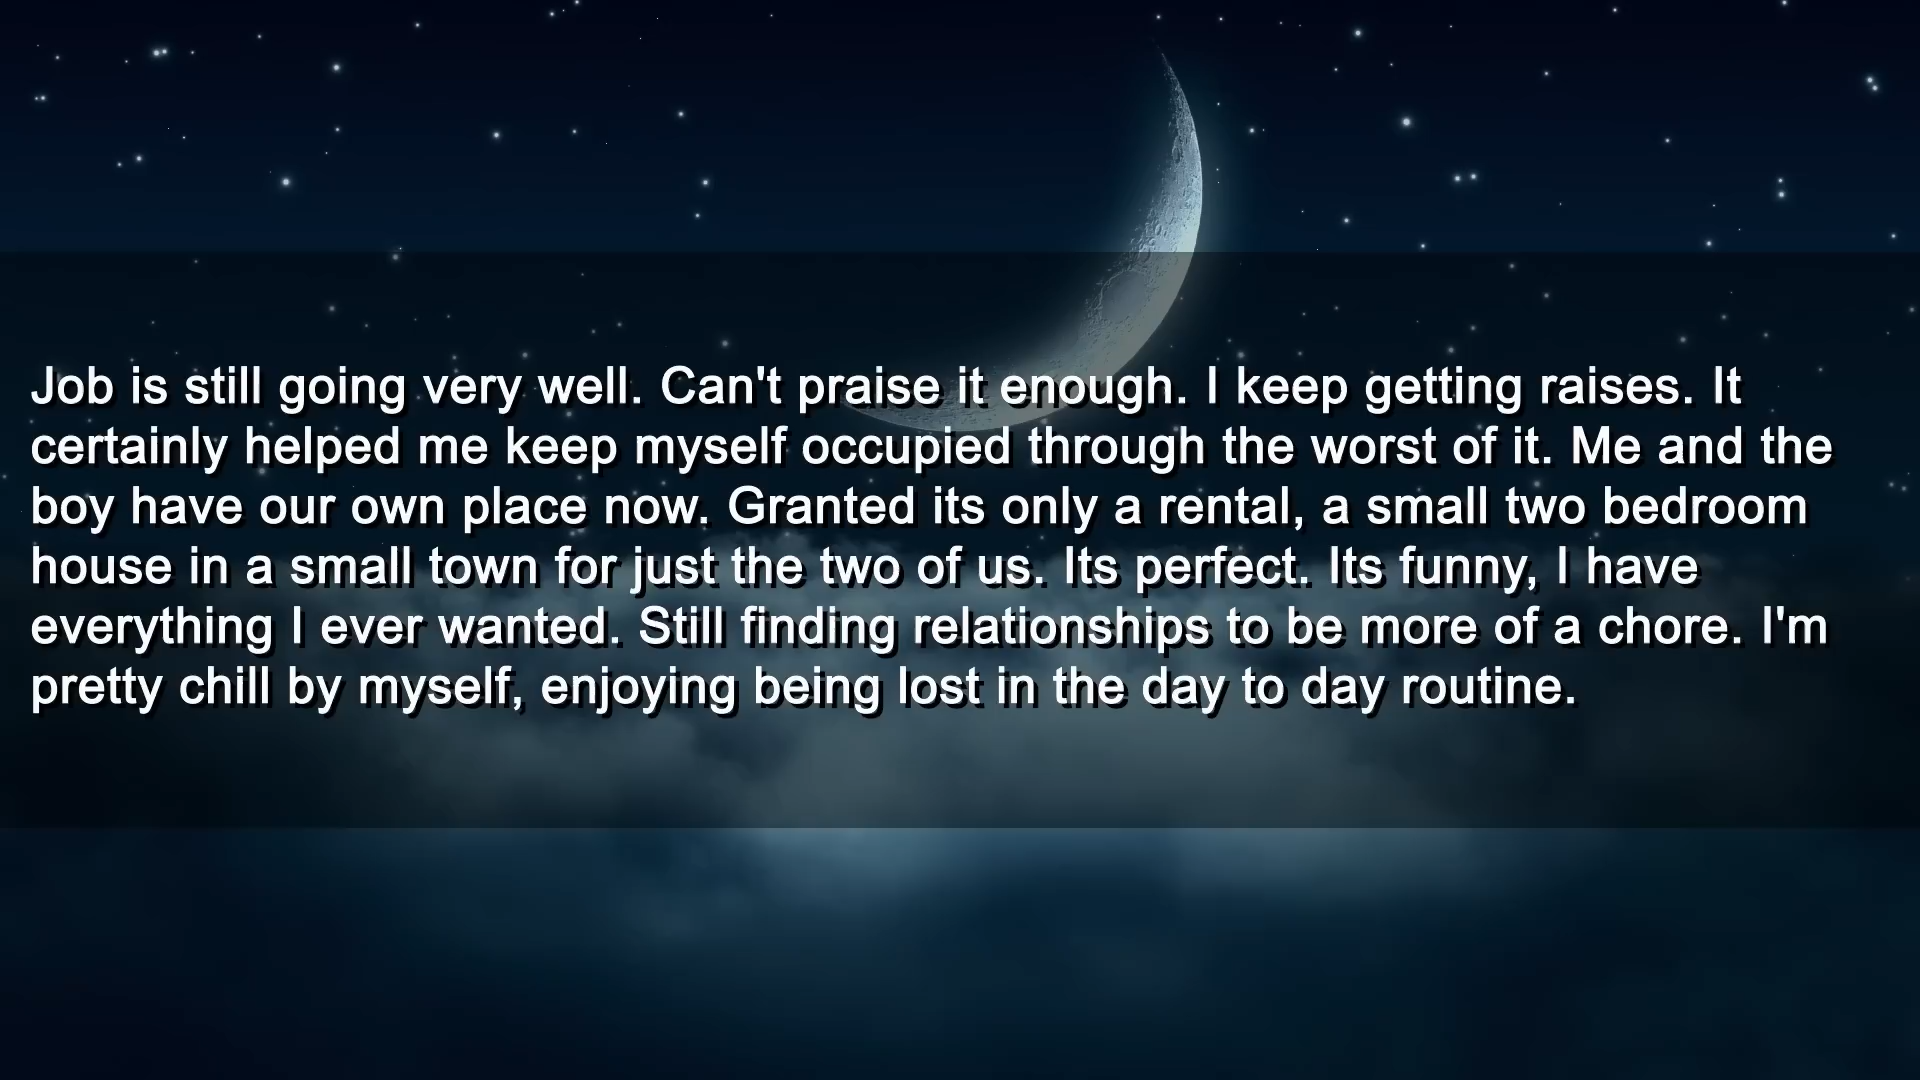 Job is still going very well. Can't praise it enough. I keep getting raises. It
certainly helped me keep myself occupied through the worst of it. Me and the
boy have our own place now. Granted its only a rental, a small two bedroom
house in a small town for just the two of us. Its perfect. Its funny, I have
everything I ever wanted. Still finding relationships to be more of a chore. I'm
pretty chill by myself, enjoying being lost in the day to day routine.